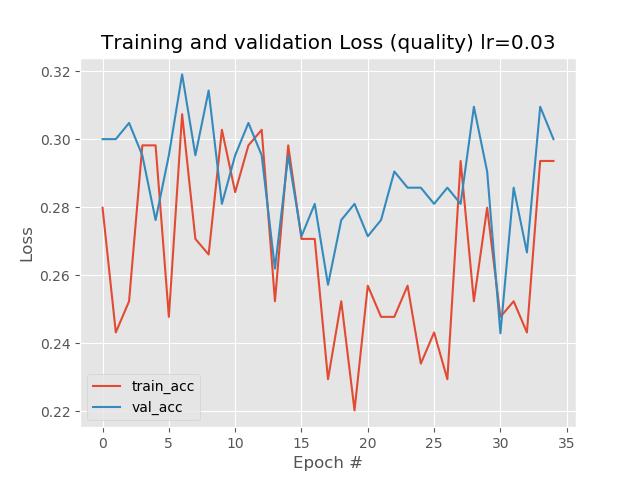 Training and validation Loss (quality) lr=0.03
Loss
0.32
0.30
0.28
0.26
0.24
0.22
train_acc
val_acc
0 5 10 15 20 25 30 35
Epoch #